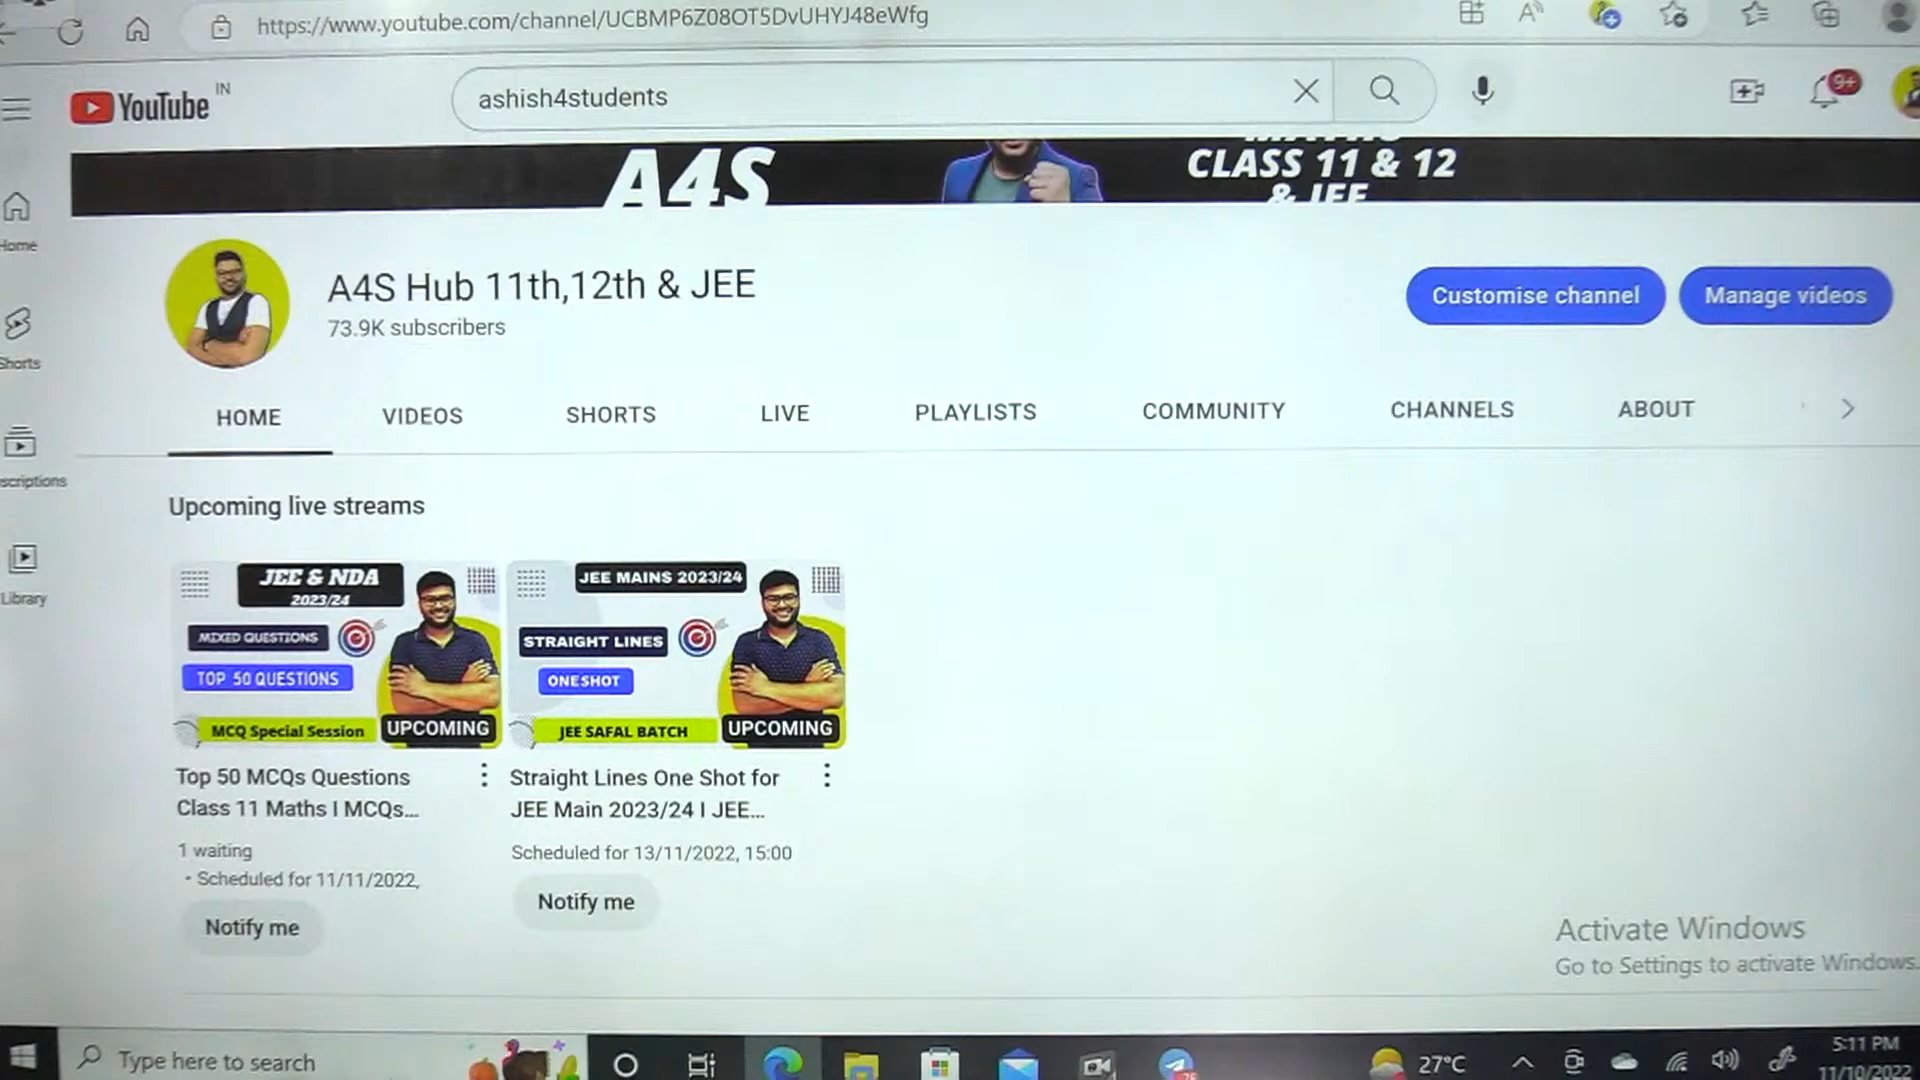 https://www.youtube.com/channel/UCBMP6Z08OT5DvUHYJ48eWfg
YouTube IN
ashish4students
9+
A4S
CLASS 11 & 12
& JEE
Home
A4S Hub 11th,12th & JEE
73.9K subscribers
Customise channel
Manage videos
Shorts
HOME VIDEOS SHORTS LIVE PLAYLISTS COMMUNITY CHANNELS ABOUT
scriptions
Upcoming live streams
Library
JEE & NDA
2023/24
MIXED QUESTIONS
TOP 50 QUESTIONS
MCQ Special Session
UPCOMING
JEE MAINS 2023/24
STRAIGHT LINES
ONE SHOT
JEE SAFAL BATCH
UPCOMING
Top 50 MCQs Questions
Class 11 Maths I MCQs...
1 waiting
• Scheduled for 11/11/2022,
Notify me
Straight Lines One Shot for
JEE Main 2023/24 I JEE...
Scheduled for 13/11/2022, 15:00
Notify me
Activate Windows
Go to Settings to activate Windows.
Type here to search
27°C
5:11 PM
11/10/2022